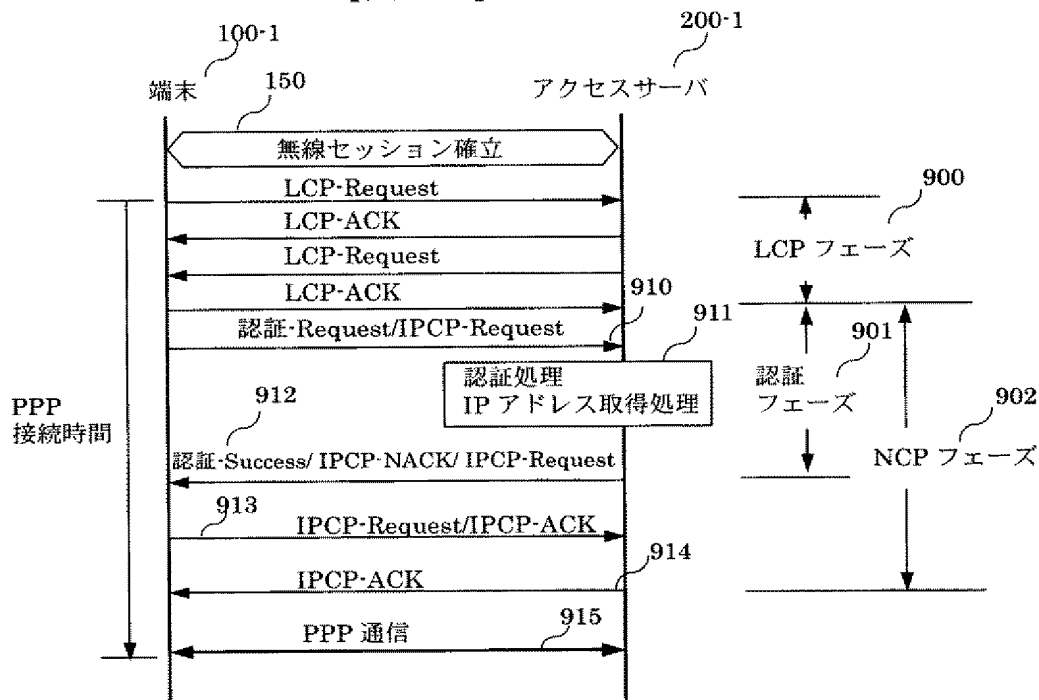 100-1
200-1
端末
150
アクセスサーバ
無線セッション確立
LCP-Request
900
LCP-ACK
LCP フェーズ
LCP-Request
LCP-ACK
910
認証-Request/IPCP-Request
911
901
認証処理
IP アドレス取得処理
認証
フェーズ
PPP
接続時間
912
902
NCP フェーズ
認証-Success/ IPCP-NACK/ IPCP-Request
913
IPCP-Request/IPCP-ACK
914
IPCP-ACK
915
PPP 通信